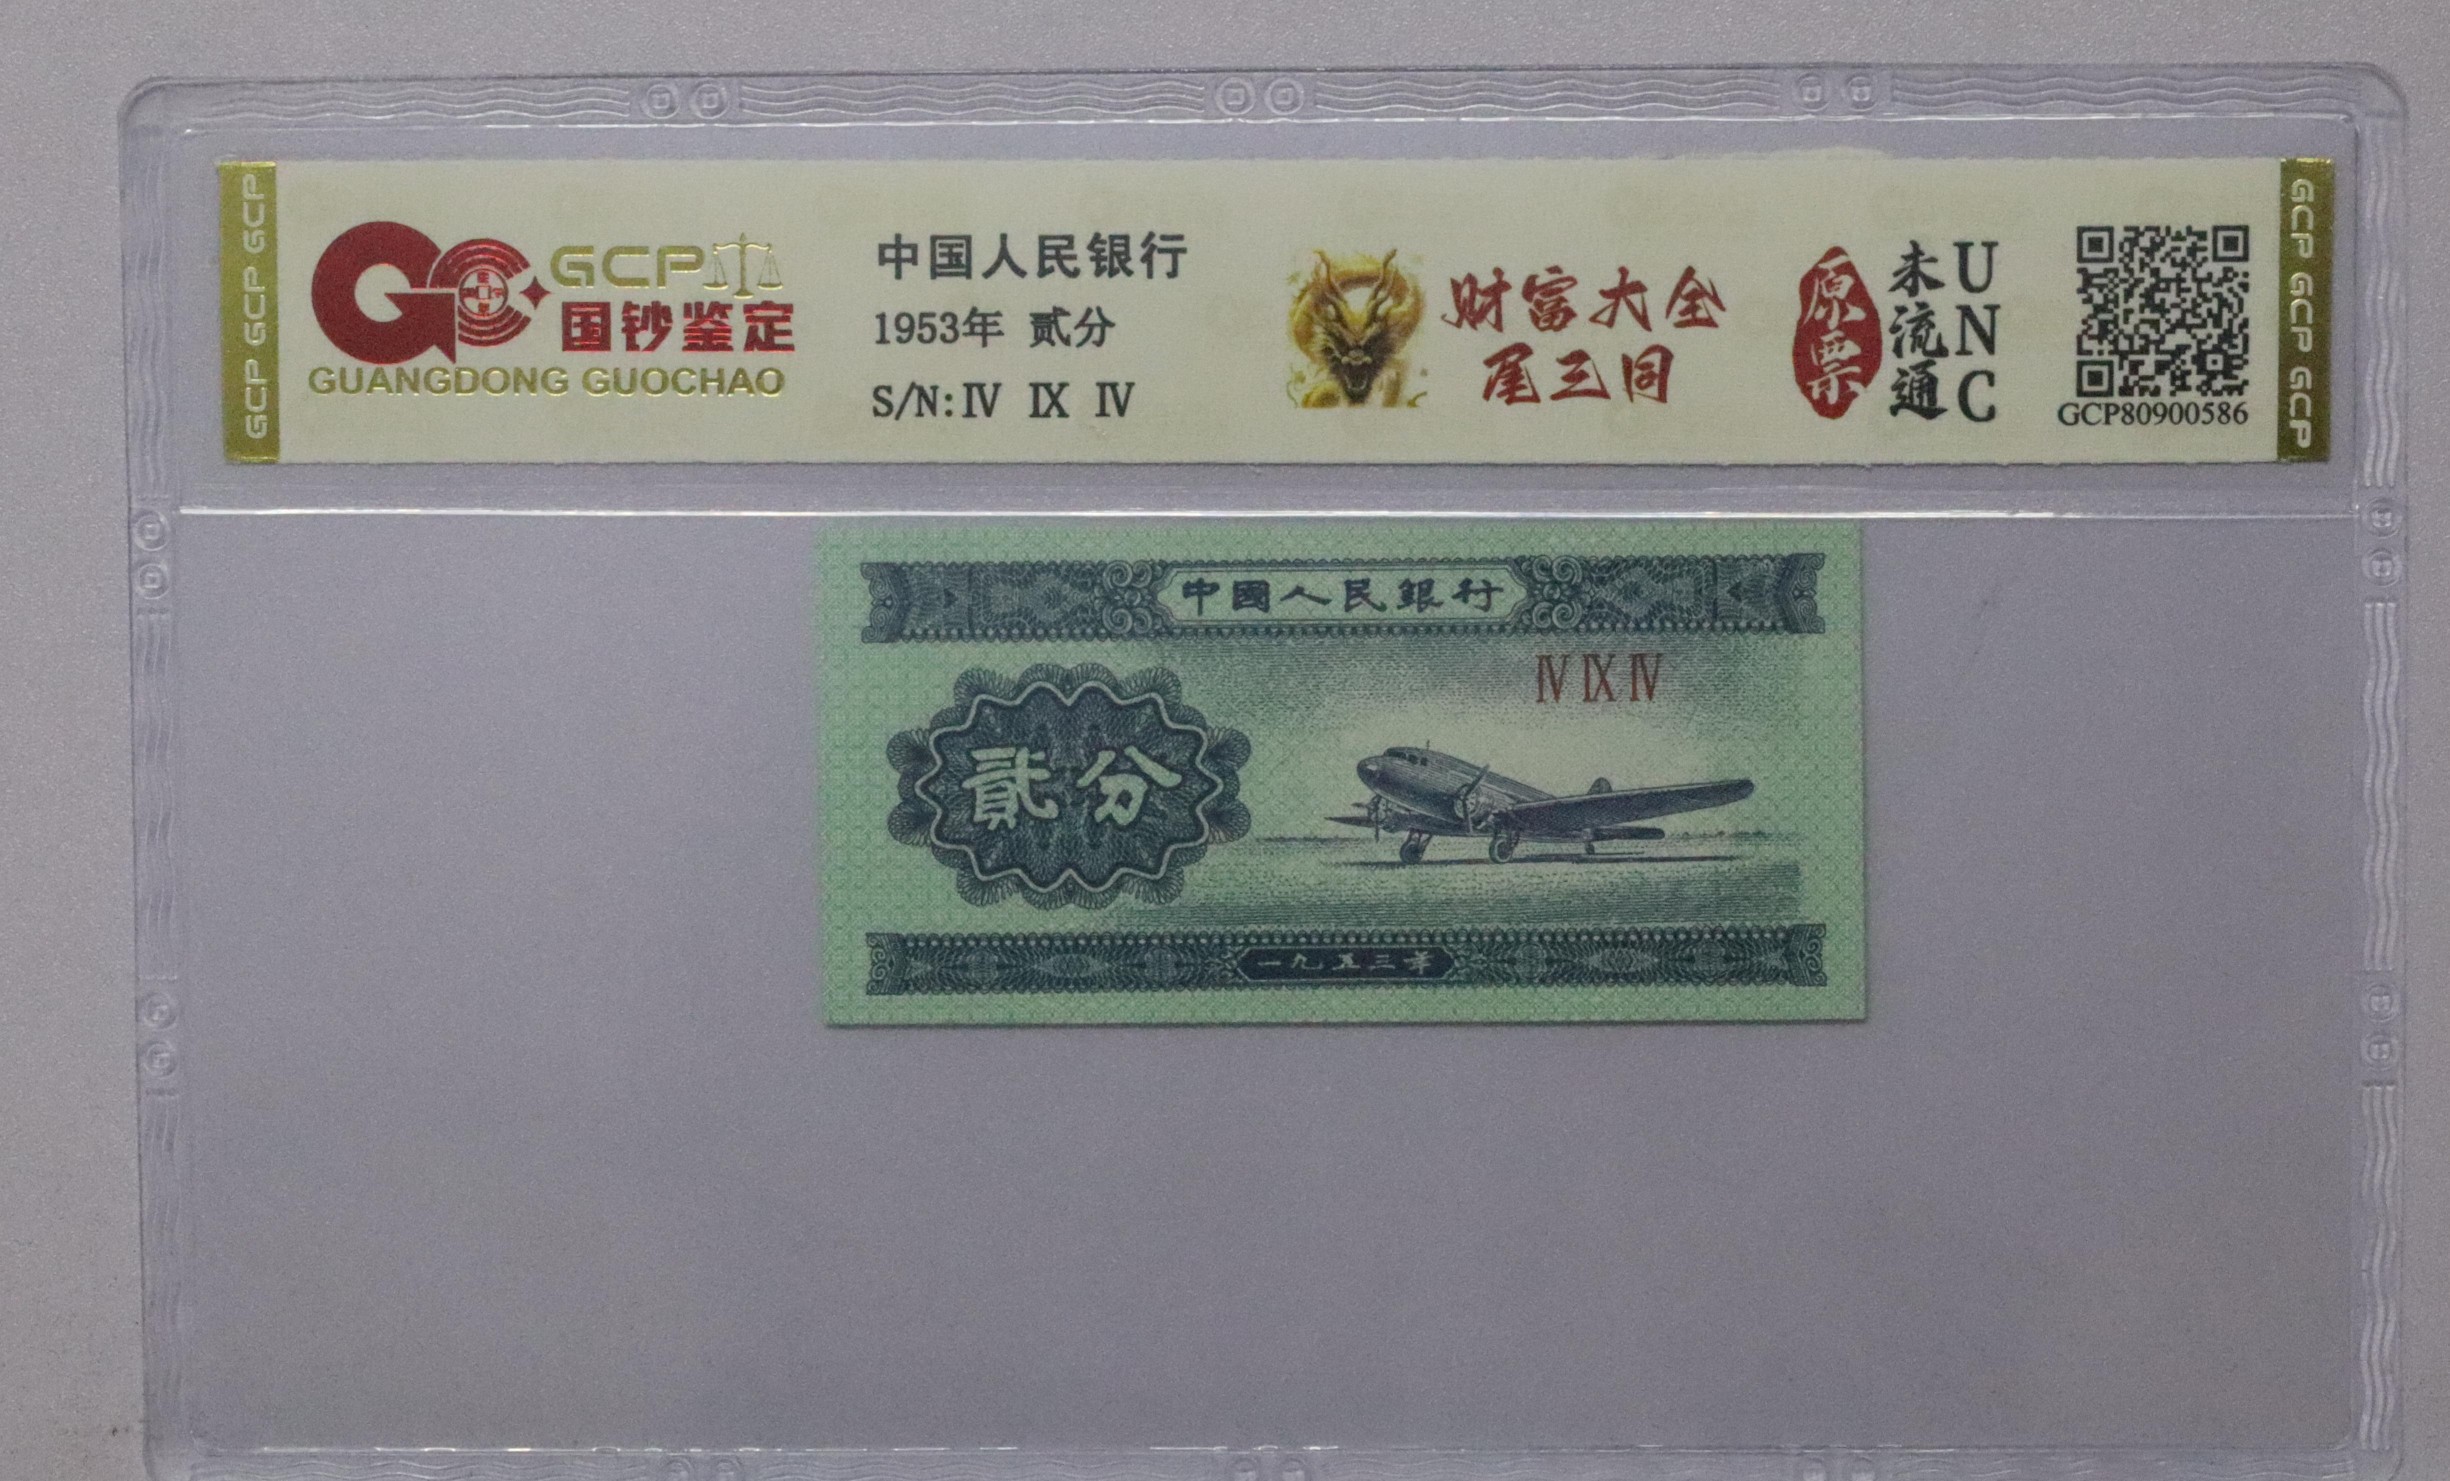 GCP GCP GCP
GCP
国钞鉴定
GUANGDONG GUOCHAO
中国人民银行
1953年 贰分
S/N:Ⅳ Ⅸ Ⅳ
财富大全
尾三同
原票
未流通
UNC
GCP80900586
GCP GCP GCP
中國人民銀行
Ⅳ Ⅸ Ⅳ
貳分
一九五三年